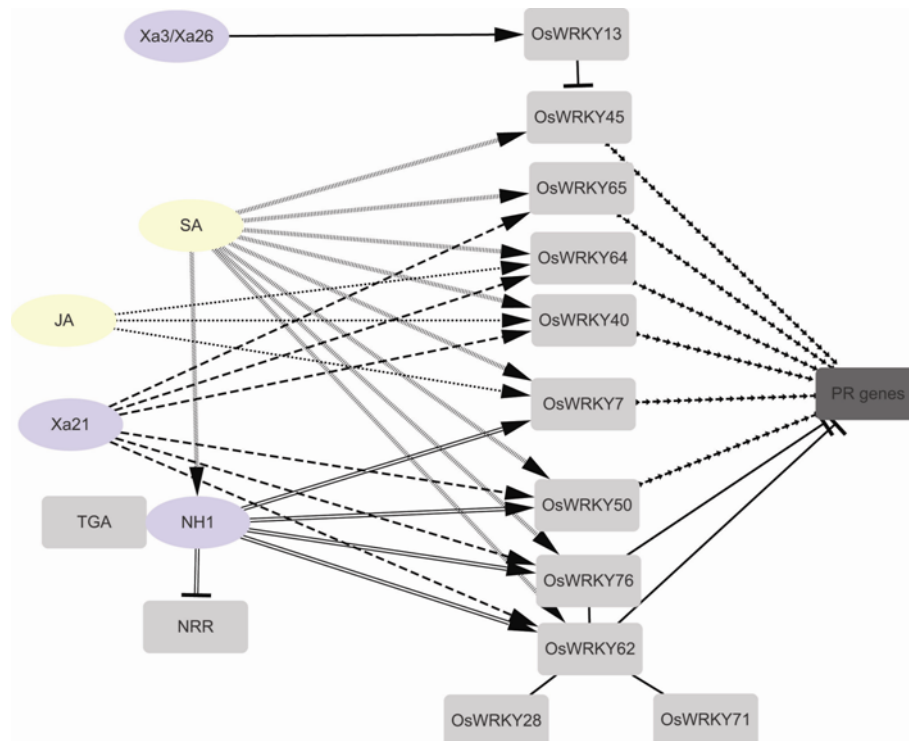 Xa3/Xa26
OsWRKY13
OsWRKY45
OsWRKY65
SA
OsWRKY64
JA
OsWRKY40
OsWRKY7
PR genes
Xa21
OsWRKY50
TGA
NH1
OsWRKY76
NRR
OsWRKY62
OsWRKY28
OsWRKY71